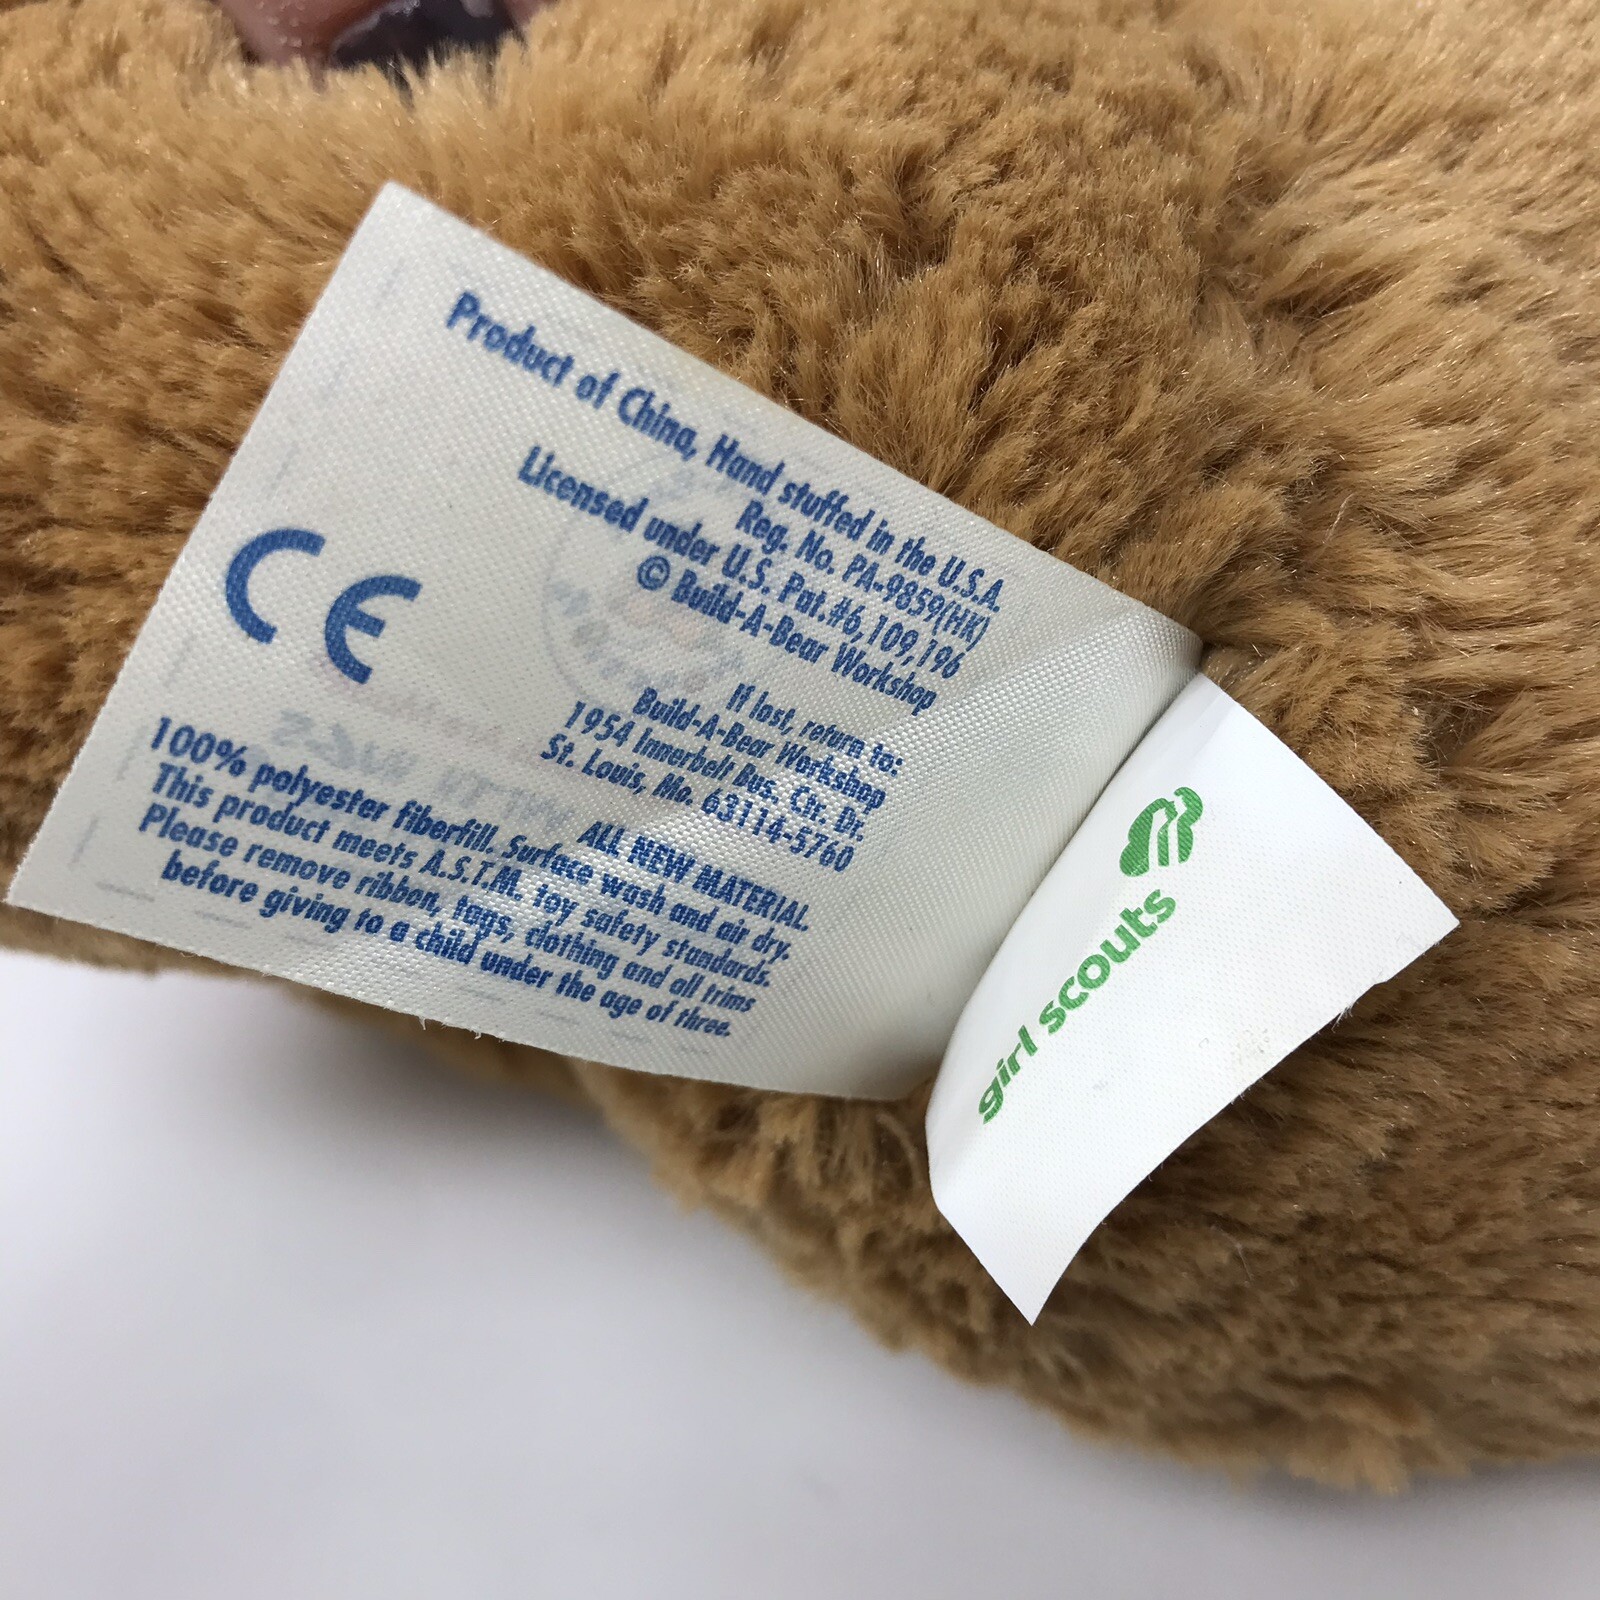 Product of China, Hand stuffed in the U.S.A.
Reg. No. PA-9859(HK)
Licensed under U.S. Pat.#6,109,196
© Build-A-Bear Workshop
If lost, return to:
Build-A-Bear Workshop
1954 Innerbelt Bus. Ctr. Dr.
St. Louis, Mo. 63114-5760
CE
ALL NEW MATERIAL
100% polyester fiberfill. Surface wash and air dry.
This product meets A.S.T.M. toy safety standards.
Please remove ribbon, tags, clothing and all trims
before giving to a child under the age of three.
girl scouts